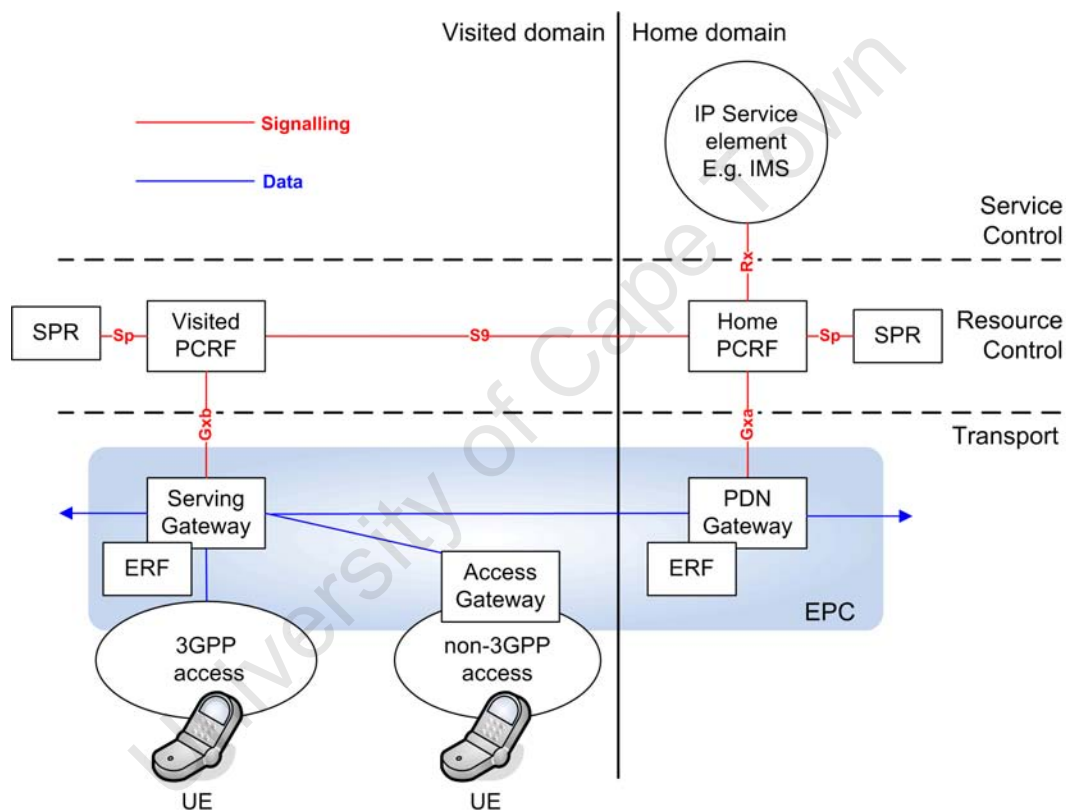 Visited domain
Home domain
IP Service
element
E.g. IMS
Signalling
Data
Service
Control
Rx
SPR
Sp
Visited
PCRF
S9
Home
PCRF
Sp
SPR
Resource
Control
Gxb
Gxa
Transport
Serving
Gateway
ERF
PDN
Gateway
ERF
Access
Gateway
EPC
3GPP
access
non-3GPP
access
UE
UE
University of Cape Town